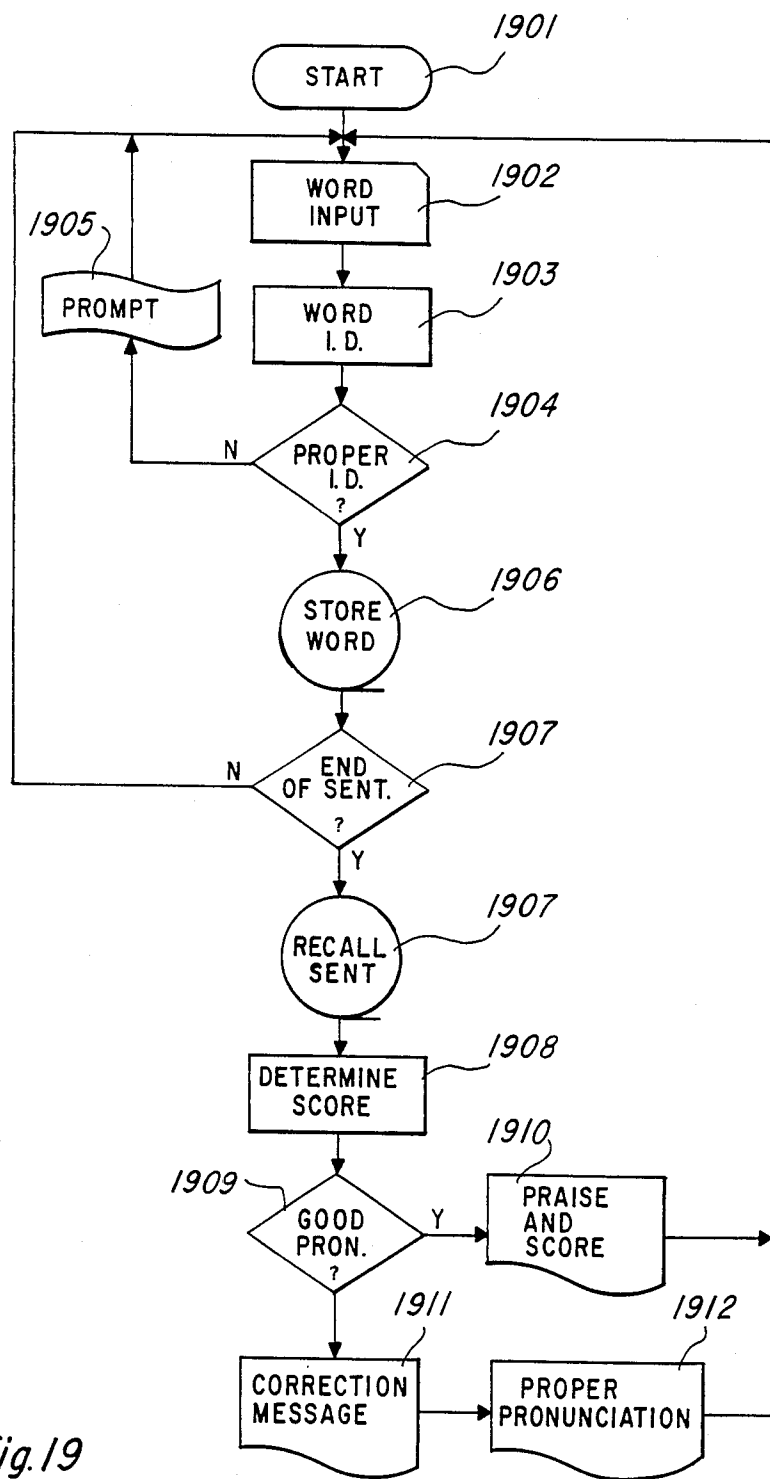 1901
START
1902
WORD
INPUT
1905
PROMPT
1903
WORD
I.D.
1904
PROPER
I.D.
?
N
Y
1906
STORE
WORD
1907
END
OF SENT.
?
N
Y
1907
RECALL
SENT
1908
DETERMINE
SCORE
1909
GOOD
PRON.
?
Y
1910
PRAISE
AND
SCORE
1911
CORRECTION
MESSAGE
1912
PROPER
PRONUNCIATION
Fig.19